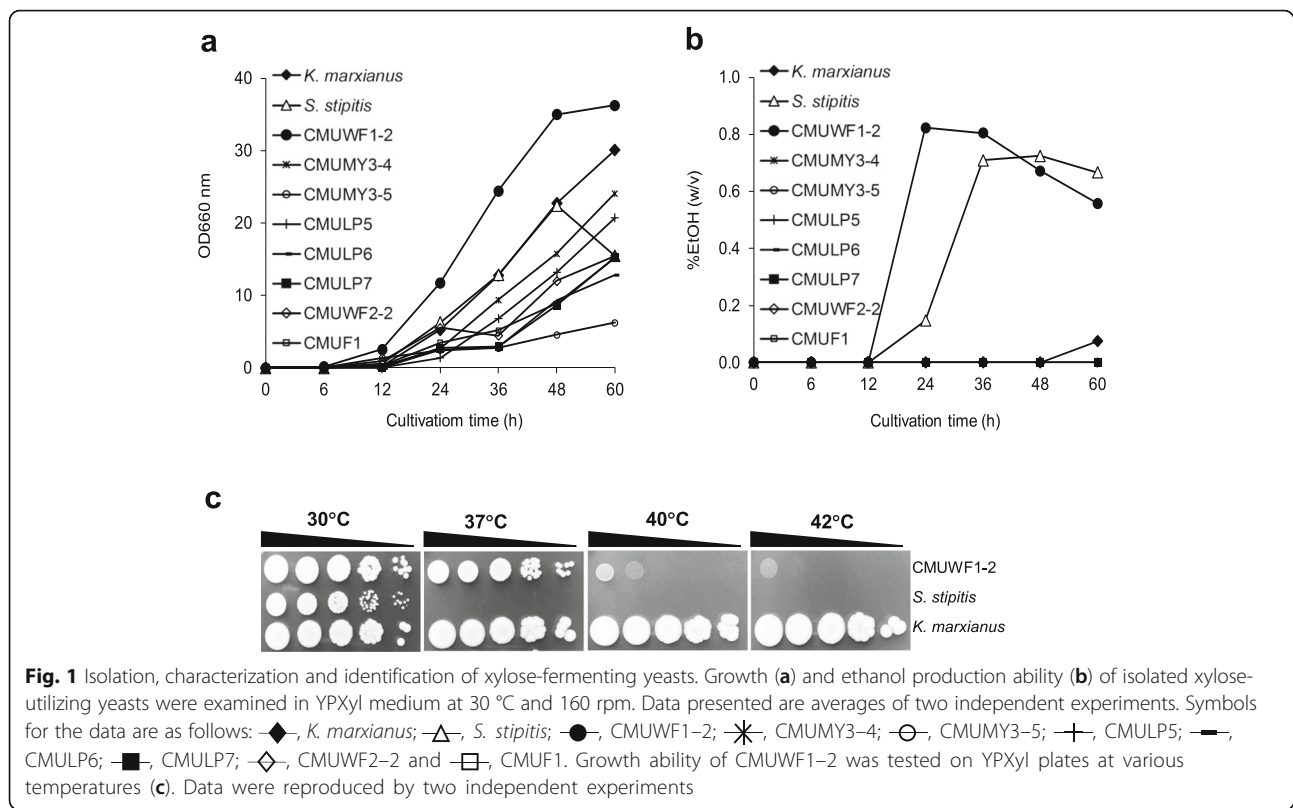 a
40
30
20
10
0
OD660 nm
K. marxianus
S. stipitis
CMUWF1-2
CMUMY3-4
CMUMY3-5
CMULP5
CMULP6
CMULP7
CMUWF2-2
CMUF1
0 6 12 24 36 48 60
Cultivatiom time (h)
b
1.0
0.8
0.6
0.4
0.2
0.0
%EtOH (w/v)
K. marxianus
S. stipitis
CMUWF1-2
CMUMY3-4
CMUMY3-5
CMULP5
CMULP6
CMULP7
CMUWF2-2
CMUF1
0 6 12 24 36 48 60
Cultivation time (h)
c
30°C 37°C 40°C 42°C
CMUWF1-2
S. stipitis
K. marxianus
Fig. 1 Isolation, characterization and identification of xylose-fermenting yeasts. Growth (a) and ethanol production ability (b) of isolated xylose-
utilizing yeasts were examined in YPXyl medium at 30 °C and 160 rpm. Data presented are averages of two independent experiments. Symbols
for the data are as follows: , K. marxianus; , S. stipitis; , CMUWF1–2; , CMUMY3–4; , CMUMY3–5; , CMULP5; ,
CMULP6; , CMULP7; , CMUWF2–2 and , CMUF1. Growth ability of CMUWF1–2 was tested on YPXyl plates at various
temperatures (c). Data were reproduced by two independent experiments